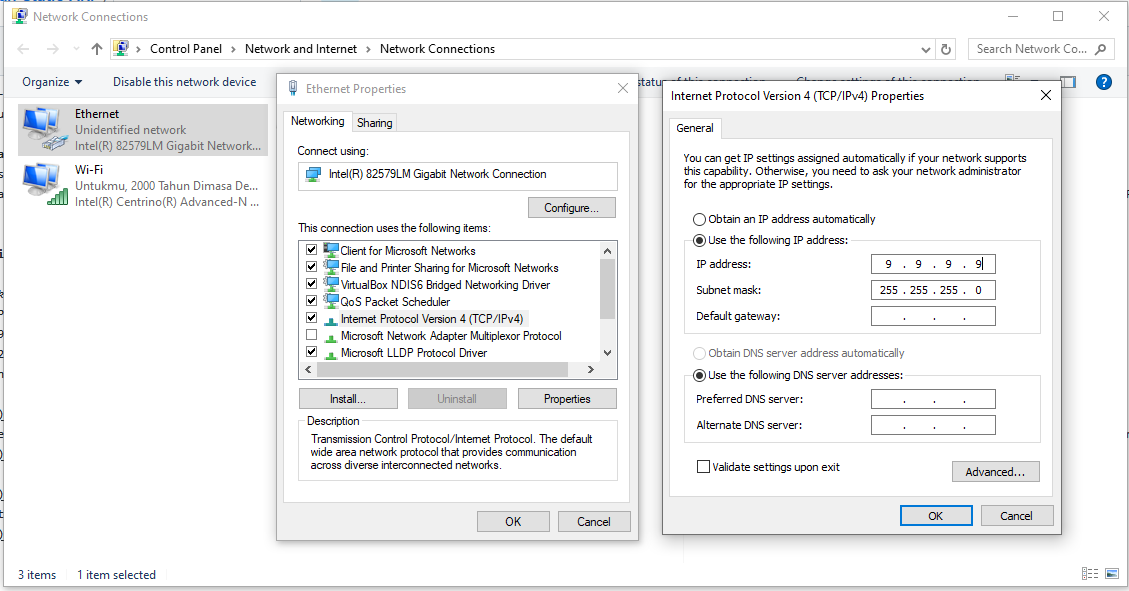 Network Connections
Control Panel > Network and Internet > Network Connections
Search Network Co...
Organize
Disable this network device
status of this connection
Change settings of this connection
Ethernet
Unidentified network
Intel(R) 82579LM Gigabit Network...
Wi-Fi
Untukmu, 2000 Tahun Dimasa De...
Intel(R) Centrino(R) Advanced-N ...
3 items
1 item selected
Ethernet Properties
Networking
Sharing
Connect using:
Intel(R) 82579LM Gigabit Network Connection
Configure...
This connection uses the following items:
Client for Microsoft Networks
File and Printer Sharing for Microsoft Networks
VirtualBox NDIS6 Bridged Networking Driver
QoS Packet Scheduler
Internet Protocol Version 4 (TCP/IPv4)
Microsoft Network Adapter Multiplexor Protocol
Microsoft LLDP Protocol Driver
Install...
Uninstall
Properties
Description
Transmission Control Protocol/Internet Protocol. The default
wide area network protocol that provides communication
across diverse interconnected networks.
OK
Cancel
Internet Protocol Version 4 (TCP/IPv4) Properties
General
You can get IP settings assigned automatically if your network supports
this capability. Otherwise, you need to ask your network administrator
for the appropriate IP settings.
Obtain an IP address automatically
Use the following IP address:
IP address: 9 . 9 . 9 . 9
Subnet mask: 255 . 255 . 255 . 0
Default gateway: . . .
Obtain DNS server address automatically
Use the following DNS server addresses:
Preferred DNS server: . . .
Alternate DNS server: . . .
Validate settings upon exit
Advanced...
OK
Cancel